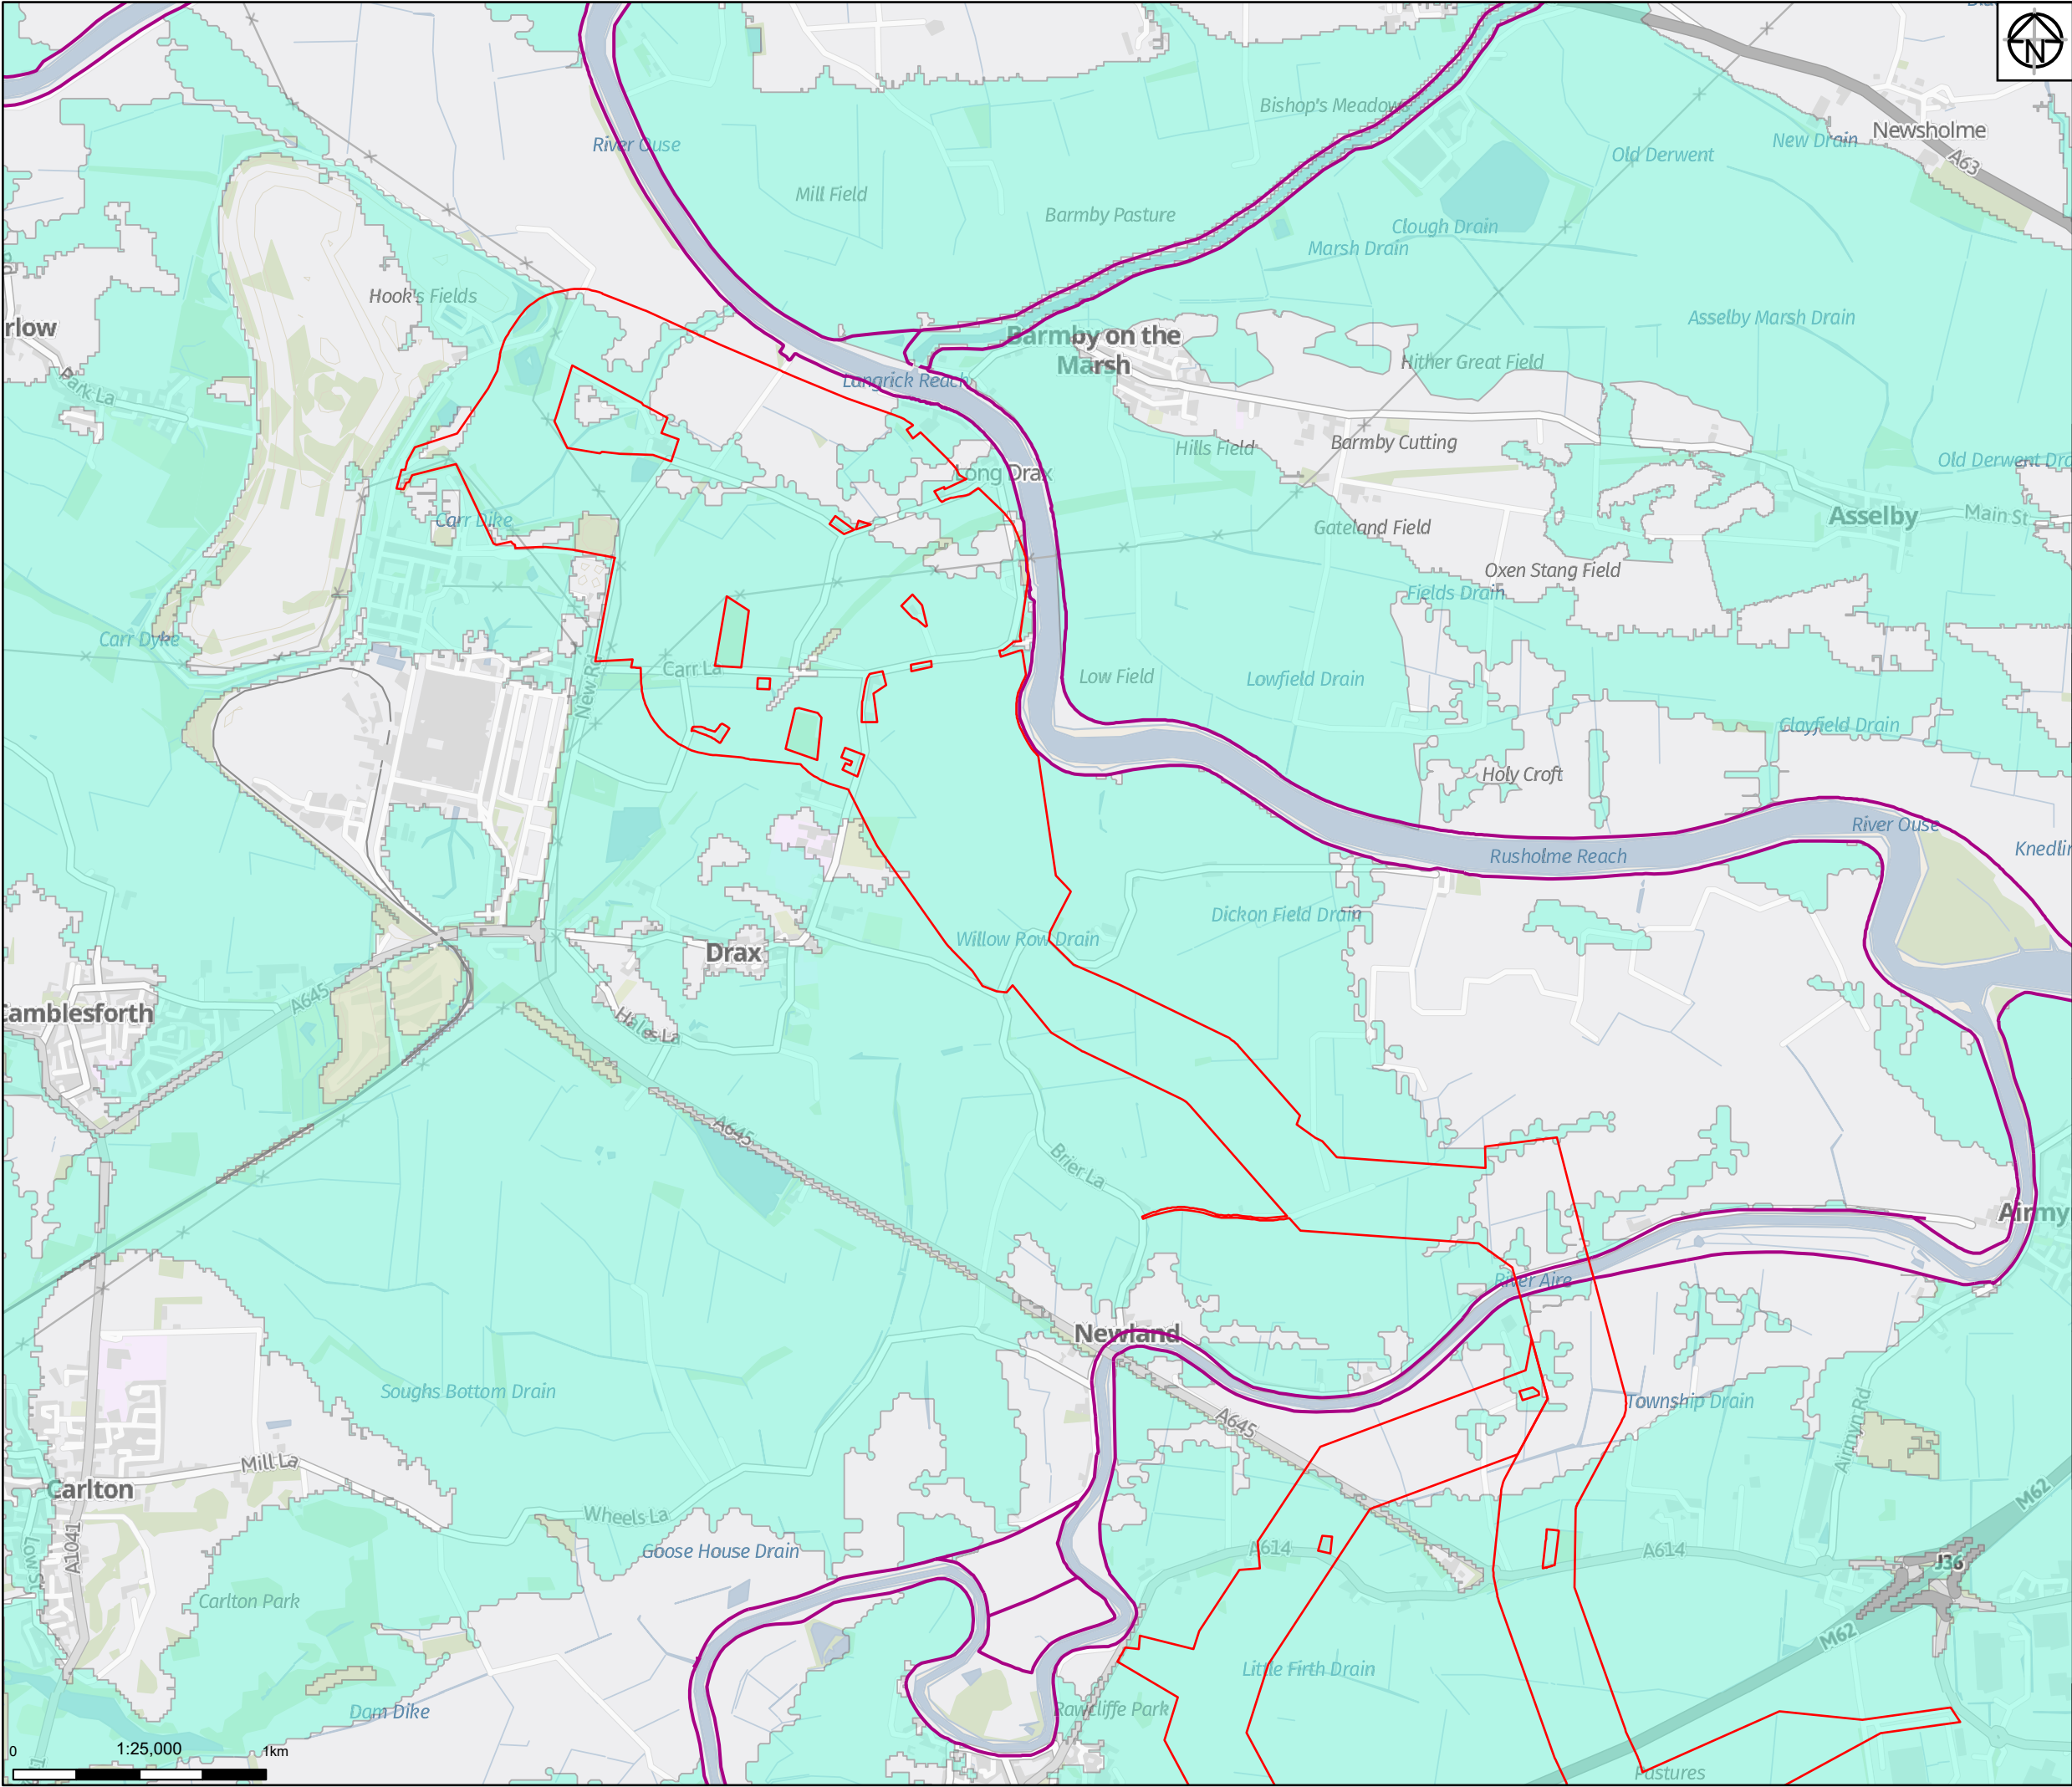 N
Bishop's Meadows
Newsholme
New Drain
A63
River Ouse
Old Derwent
Mill Field
Barmby Pasture
Clough Drain
Marsh Drain
Hook's Fields
Asselby Marsh Drain
rlow
Barmby on the
Marsh
Hither Great Field
Park La
Langrick Reach
Hills Field
Barmby Cutting
Long Drax
Old Derwent Dra
Carr Dike
Gateland Field
Asselby
Main St
Oxen Stang Field
Fields Drain
Carr Dyke
Carr La
New Rd
Low Field
Lowfield Drain
Clayfield Drain
Holy Croft
River Ouse
Rusholme Reach
Knedlin
Dickon Field Drain
Willow Row Drain
Drax
A645
Camblesforth
Hales La
A645
Brier La
Airmy
River Aire
Newland
Soughs Bottom Drain
Township Drain
A645
Airmyn Rd
Mill La
Carlton
M62
Wheels La
A1041
Low St
Goose House Drain
A614
A614
J36
Carlton Park
M62
Little Firth Drain
Dam Dike
Rawcliffe Park
Pastures
0
1:25,000
1km